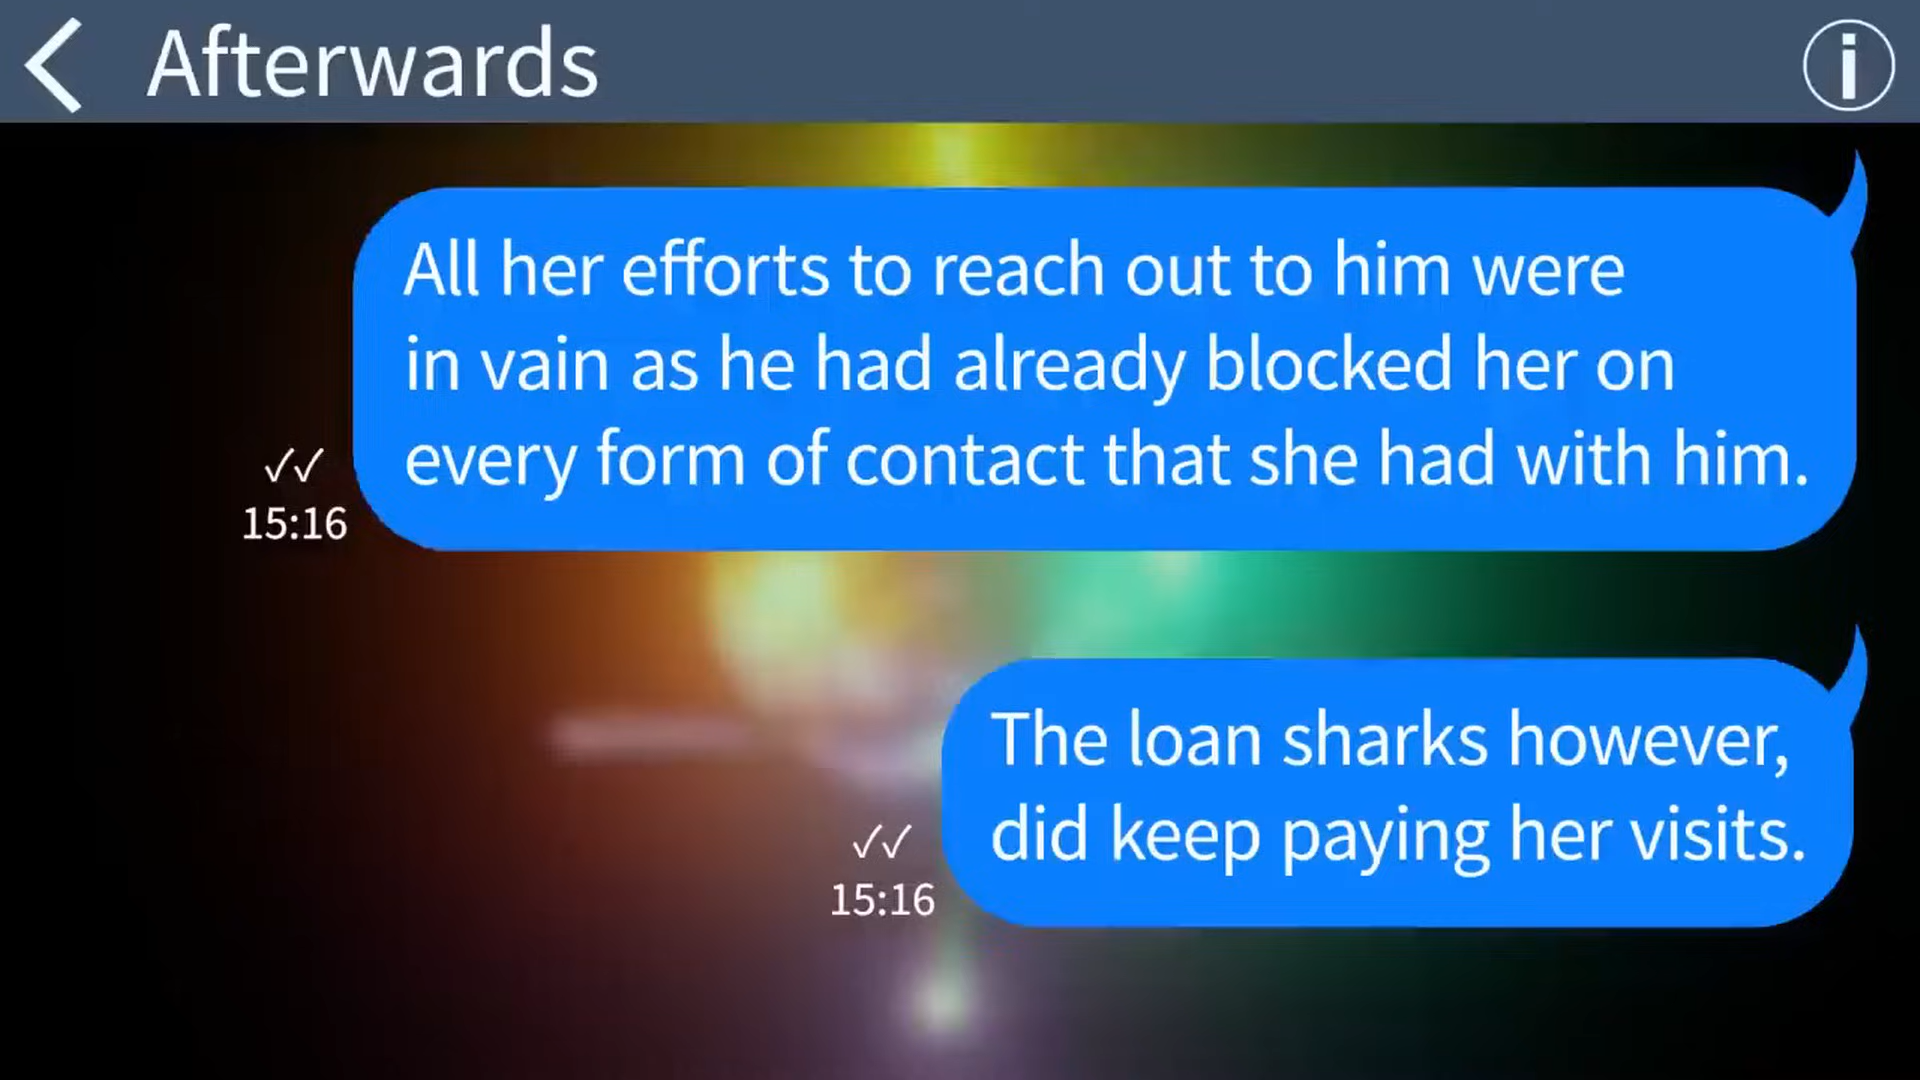 Afterwards
All her efforts to reach out to him were
in vain as he had already blocked her on
every form of contact that she had with him.
✓✓
15:16
The loan sharks however,
did keep paying her visits.
✓✓
15:16